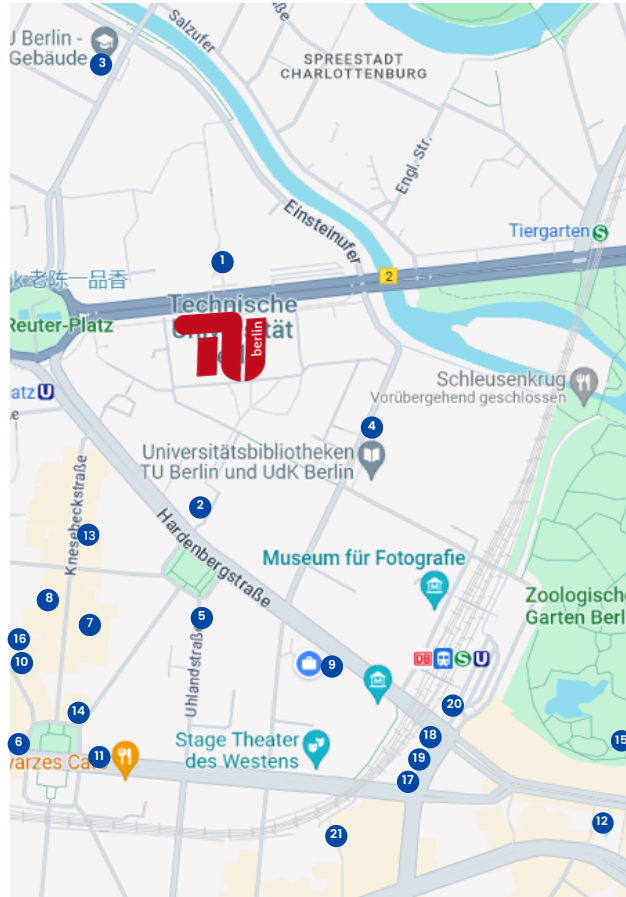 J Berlin -
Gebäude
3
Salzufer
SPREESTADT
CHARLOTTENBURG
Engl. Str.
Einsteinufer
Tiergarten
S
1
2
老陈一品香
Technische
Reuter-Platz
berlin
Schleusenkrug
Vorübergehend geschlossen
atz
U
4
Universitätsbibliotheken
TU Berlin und UdK Berlin
Knesebeckstraße
2
13
Hardenbergstraße
Museum für Fotografie
8
7
5
Zoologische
Garten Berl
16
10
9
DB
S
U
Uhlandstraße
14
20
6
18
15
Stage Theater
des Westens
11
19
17
12
21